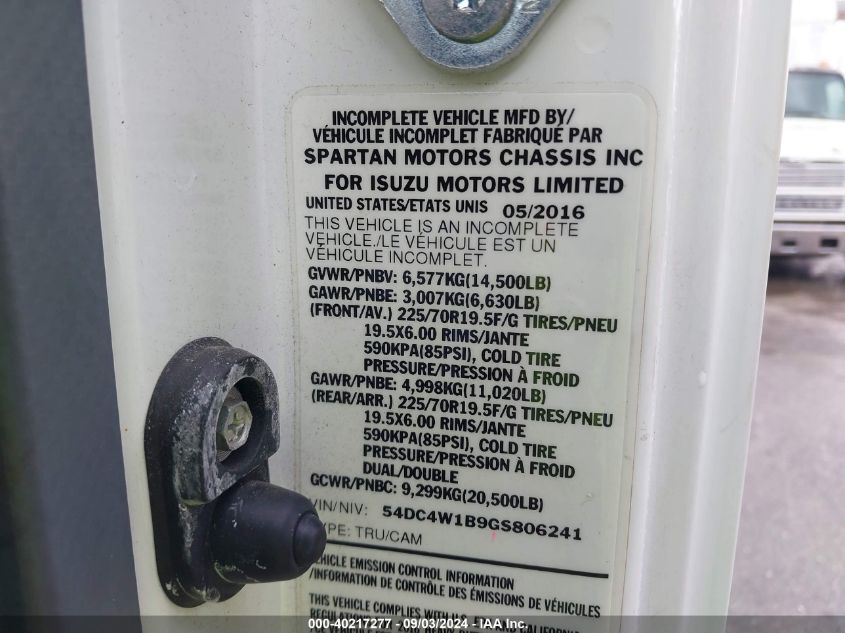 INCOMPLETE VEHICLE MFD BY/
VÉHICULE INCOMPLET FABRIQUÉ PAR
SPARTAN MOTORS CHASSIS INC
FOR ISUZU MOTORS LIMITED
UNITED STATES/ETATS UNIS 05/2016
THIS VEHICLE IS AN INCOMPLETE
VEHICLE./LE VÉHICULE EST UN
VÉHICULE INCOMPLET.
GVWR/PNBV: 6,577KG(14,500LB)
GAWR/PNBE: 3,007KG(6,630LB)
(FRONT/AV.) 225/70R19.5F/G TIRES/PNEU
19.5X6.00 RIMS/JANTE
590KPA(85PSI), COLD TIRE
PRESSURE/PRESSION À FROID
GAWR/PNBE: 4,998KG(11,020LB)
(REAR/ARR.) 225/70R19.5F/G TIRES/PNEU
19.5X6.00 RIMS/JANTE
590KPA(85PSI), COLD TIRE
PRESSURE/PRESSION À FROID
DUAL/DOUBLE
GCWR/PNBC: 9,299KG(20,500LB)
VIN/NIV: 54DC4W1B9GS806241
TYPE: TRU/CAM
VEHICLE EMISSION CONTROL INFORMATION
/INFORMATION DE CONTRÔLE DES ÉMISSIONS DE VÉHICULES
THIS VEHICLE COMPLIES WITH U.S. EPA AND CALIFORNIA
000-40217277 - 09/03/2024 - IAA Inc.